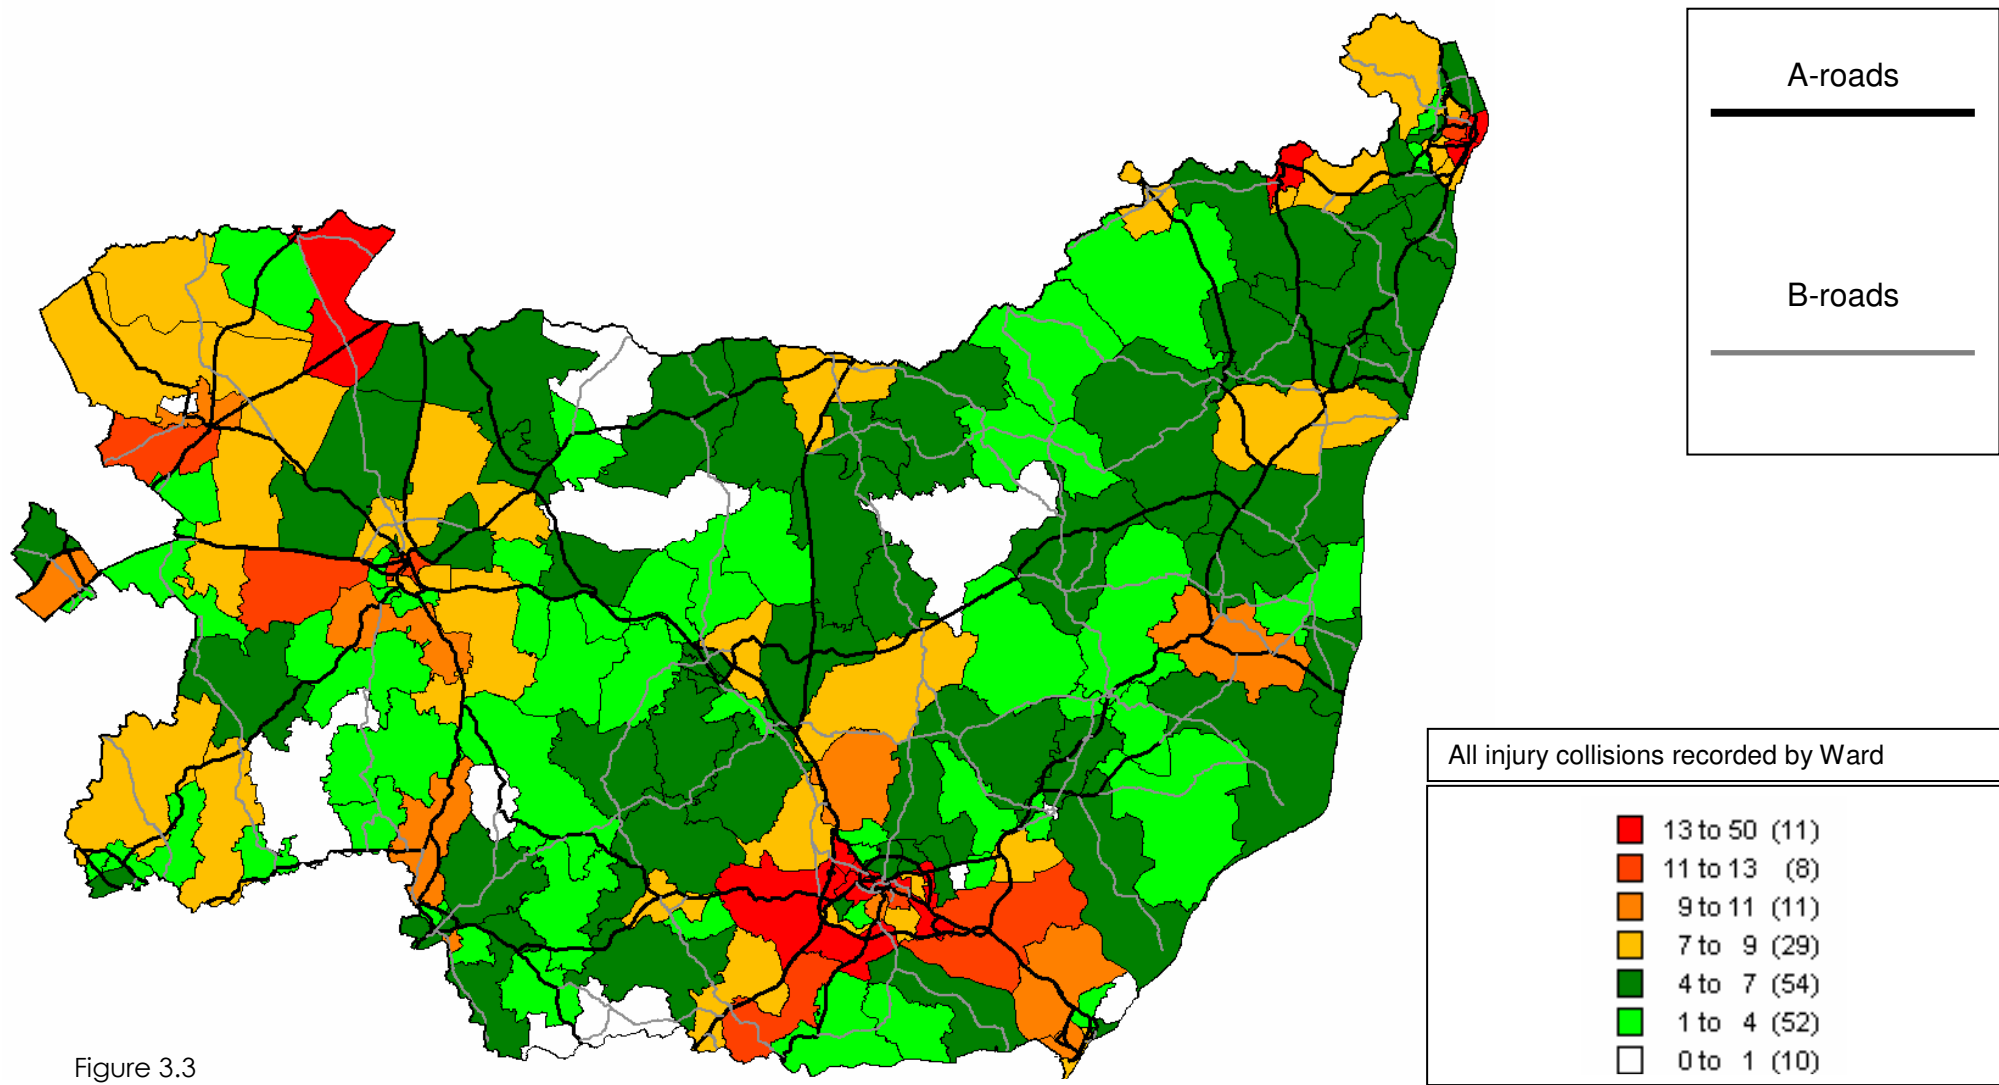 A-roads
B-roads
All injury collisions recorded by Ward
13 to 50 (11)
11 to 13 (8)
9 to 11 (11)
7 to 9 (29)
4 to 7 (54)
1 to 4 (52)
0 to 1 (10)
Figure 3.3